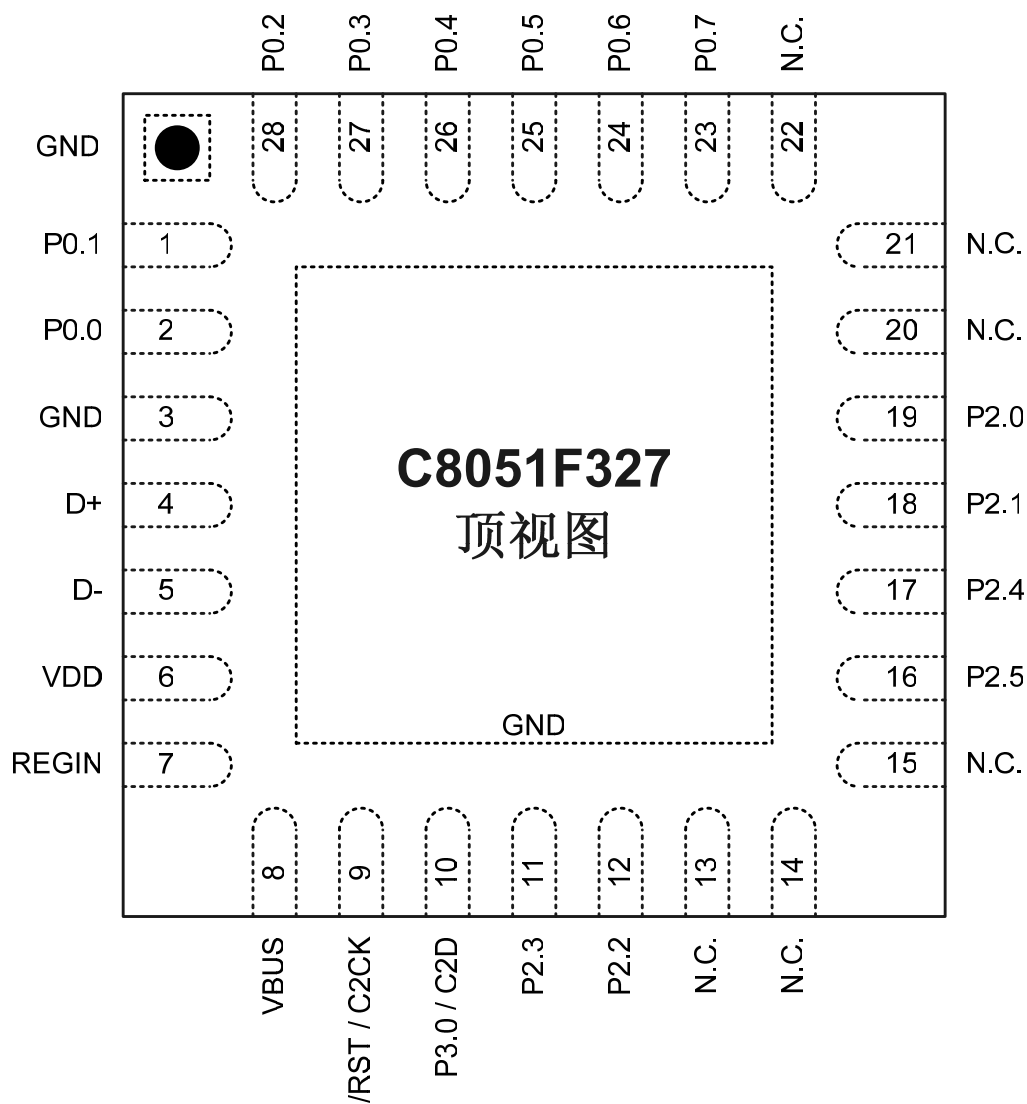 P0.2 P0.3 P0.4 P0.5 P0.6 P0.7 N.C.
28 27 26 25 24 23 22
GND
P0.1 1 21 N.C.
P0.0 2 20 N.C.
GND 3 19 P2.0
C8051F327
D+ 4 18 P2.1
顶视图
D- 5 17 P2.4
VDD 6 16 P2.5
GND
REGIN 7 15 N.C.
8 9 10 11 12 13 14
VBUS /RST / C2CK P3.0 / C2D P2.3 P2.2 N.C. N.C.